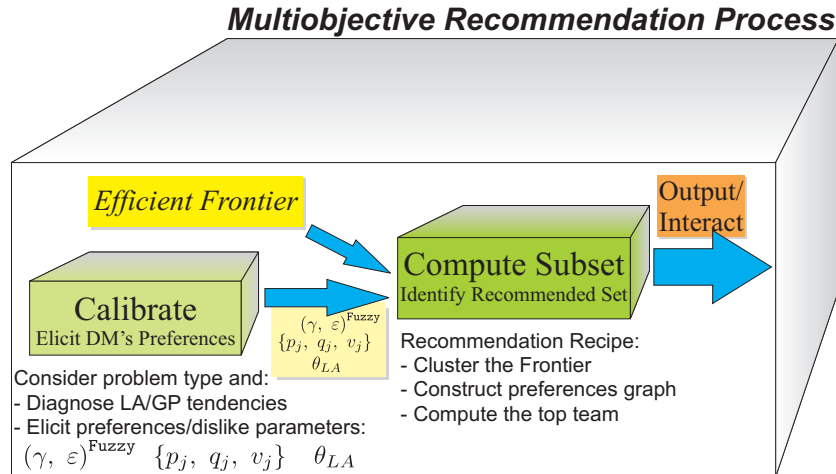 Multiobjective Recommendation Process
Efficient Frontier
Output/
Interact
Compute Subset
Identify Recommended Set
Calibrate
Elicit DM's Preferences
(γ, ε)^Fuzzy
{p_j, q_j, v_j}
θ_LA
Recommendation Recipe:
- Cluster the Frontier
- Construct preferences graph
- Compute the top team
Consider problem type and:
- Diagnose LA/GP tendencies
- Elicit preferences/dislike parameters:
(γ, ε)^Fuzzy {p_j, q_j, v_j} θ_LA